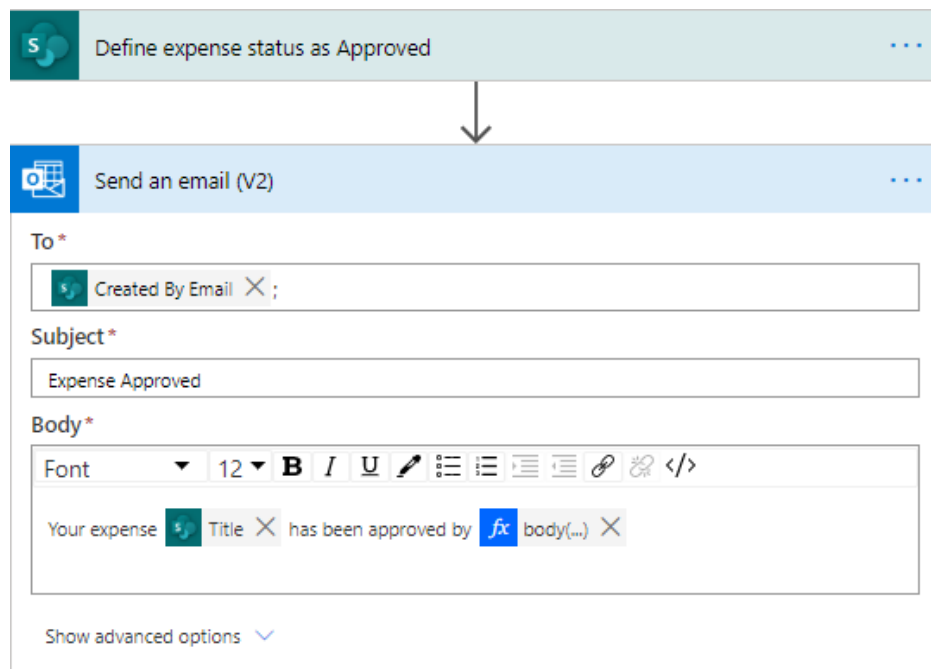 Define expense status as Approved
Send an email (V2)
To *
Created By Email ;
Subject *
Expense Approved
Body *
Font 12 B I U </>
Your expense Title has been approved by fx body(...)
Show advanced options